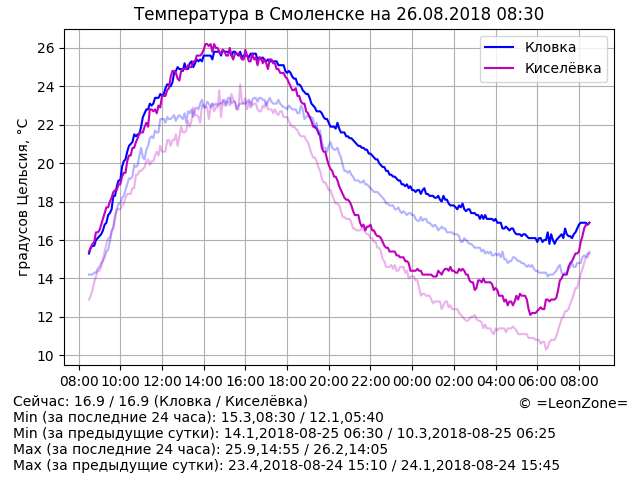 Температура в Смоленске на 26.08.2018 08:30
градусов Цельсия, °C
26
24
22
20
18
16
14
12
10
Кловка
Киселёвка
08:00 10:00 12:00 14:00 16:00 18:00 20:00 22:00 00:00 02:00 04:00 06:00 08:00
Сейчас: 16.9 / 16.9 (Кловка / Киселёвка)
© =LeonZone=
Min (за последние 24 часа): 15.3,08:30 / 12.1,05:40
Min (за предыдущие сутки): 14.1,2018-08-25 06:30 / 10.3,2018-08-25 06:25
Max (за последние 24 часа): 25.9,14:55 / 26.2,14:05
Max (за предыдущие сутки): 23.4,2018-08-24 15:10 / 24.1,2018-08-24 15:45